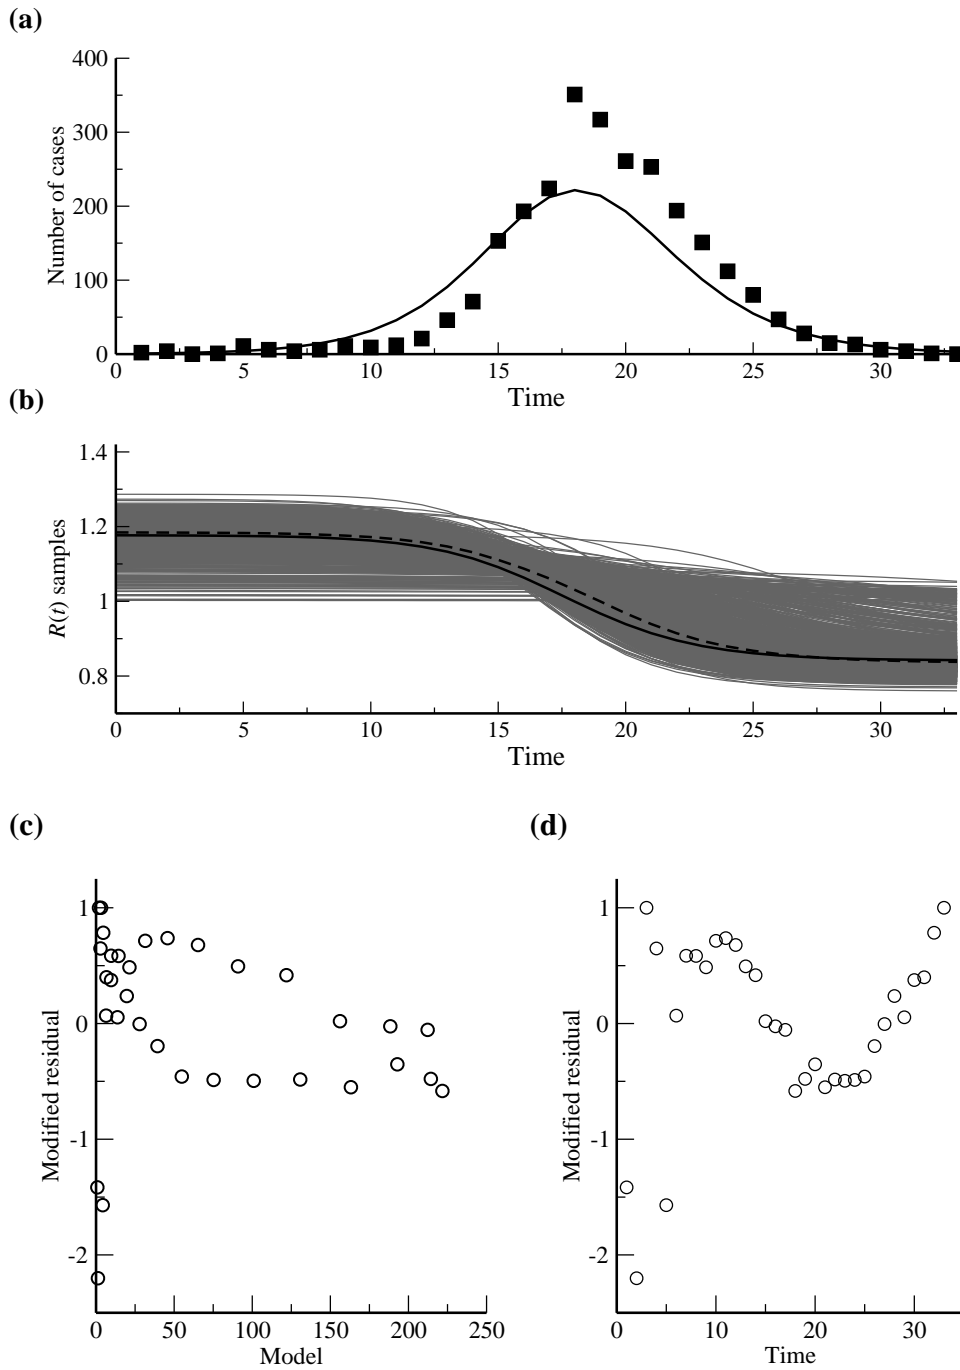 (a)
400
300
200
100
0
Number of cases
0 5 10 15 20 25 30
Time
(b)
1.4
1.2
1
0.8
R(t) samples
0 5 10 15 20 25 30
Time
(c)
1
0
-1
-2
Modified residual
0 50 100 150 200 250
Model
(d)
1
0
-1
-2
Modified residual
0 10 20 30
Time